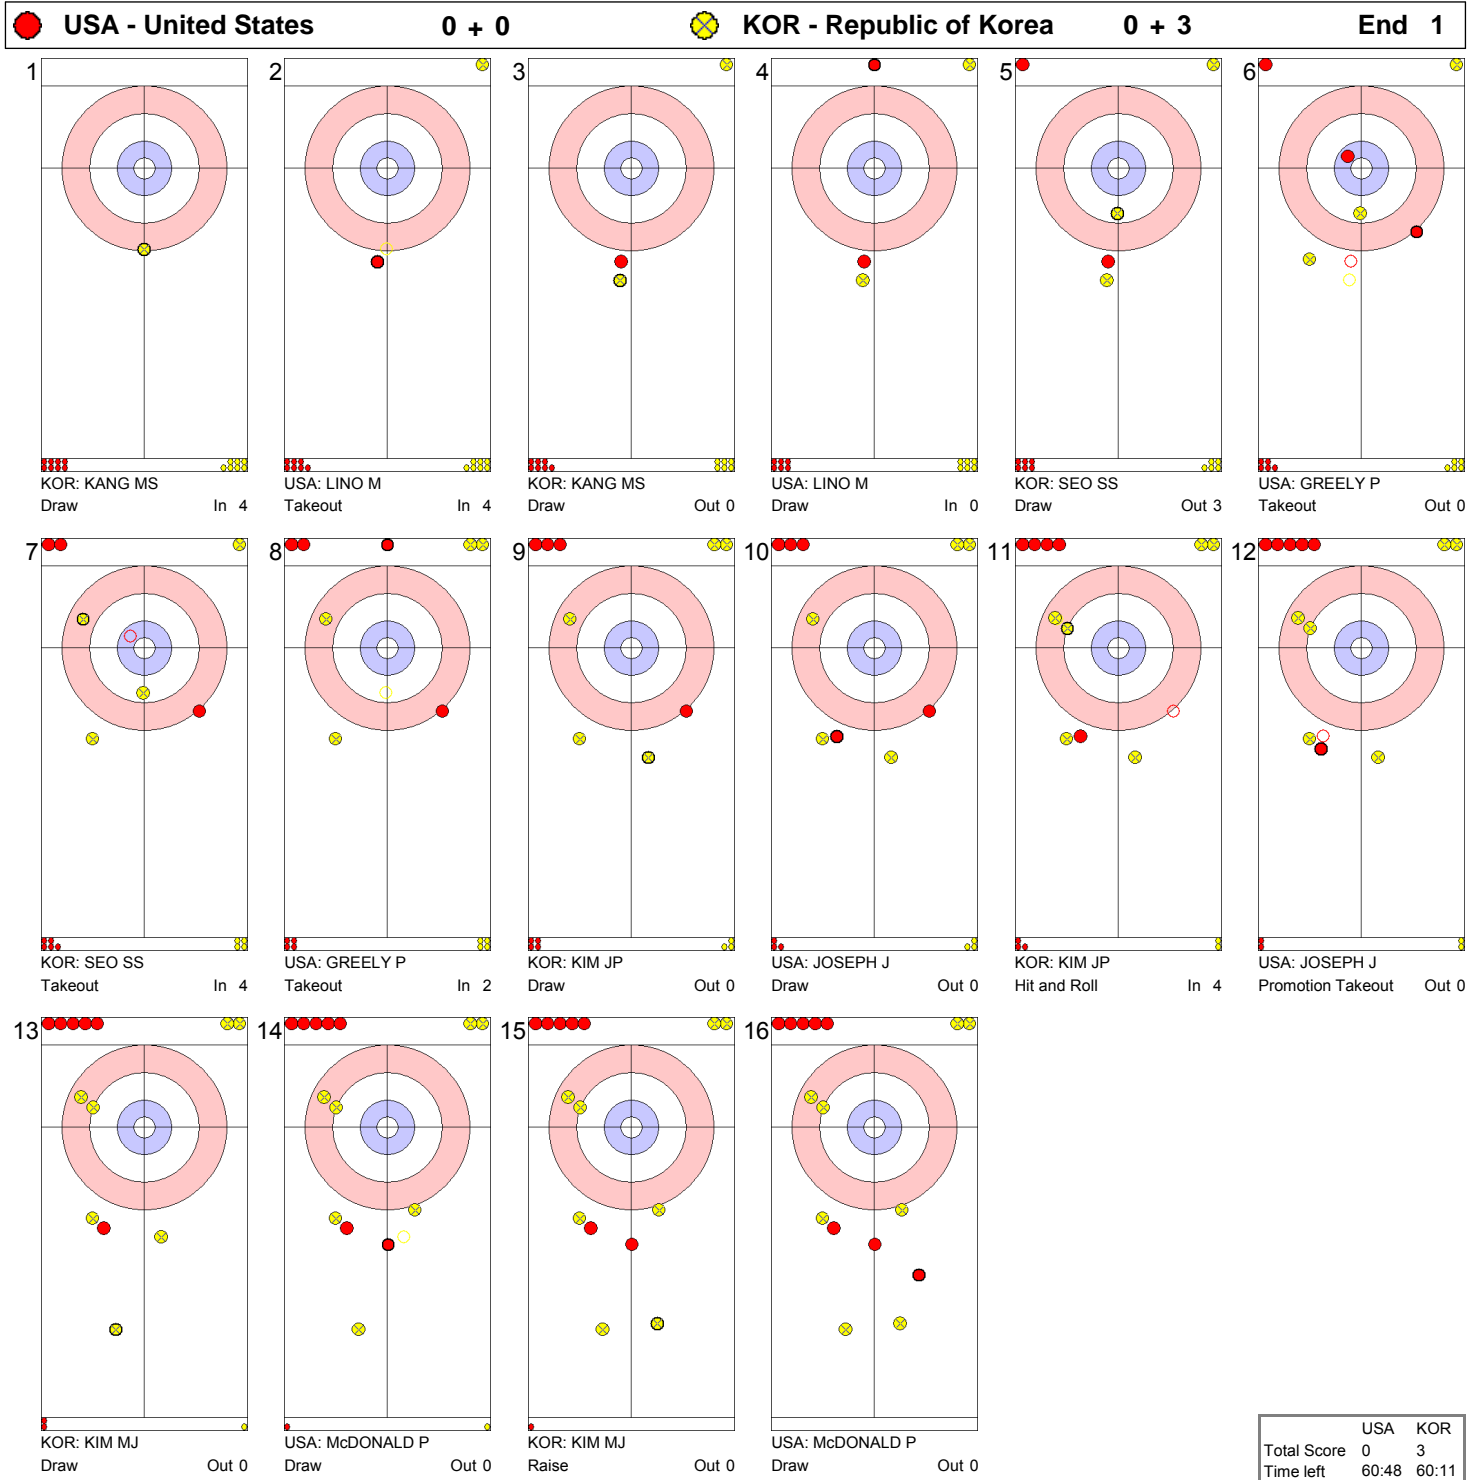 USA - United States 0 + 0 KOR - Republic of Korea 0 + 3 End 1
1 2 3 4 5 6
KOR: KANG MS USA: LINO M KOR: KANG MS USA: LINO M KOR: SEO SS USA: GREELY P
Draw In 4 Takeout In 4 Draw Out 0 Draw In 0 Draw Out 3 Takeout Out 0
7 8 9 10 11 12
KOR: SEO SS USA: GREELY P KOR: KIM JP USA: JOSEPH J KOR: KIM JP USA: JOSEPH J
Takeout In 4 Takeout In 2 Draw Out 0 Draw Out 0 Hit and Roll In 4 Promotion Takeout Out 0
13 14 15 16
KOR: KIM MJ USA: McDONALD P KOR: KIM MJ USA: McDONALD P
Draw Out 0 Draw Out 0 Raise Out 0 Draw Out 0
USA KOR
Total Score 0 3
Time left 60:48 60:11